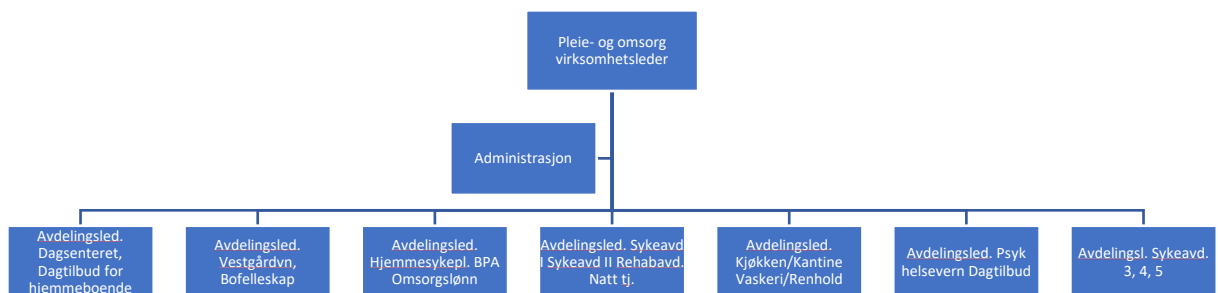 Pleie- og omsorg
virksomhetsleder
Administrasjon
Avdelingsled.
Dagsenteret,
Dagtilbud for
hjemmeboende
Avdelingsled.
Vestgårdvn,
Bofelleskap
Avdelingsled.
Hjemmesykepl. BPA
Omsorgslønn
Avdelingsled. Sykeavd
I Sykeavd II Rehabavd.
Natt tj.
Avdelingsled.
Kjøkken/Kantine
Vaskeri/Renhold
Avdelingsled. Psyk
helsevern Dagtilbud
Avdelingsl. Sykeavd.
3, 4, 5